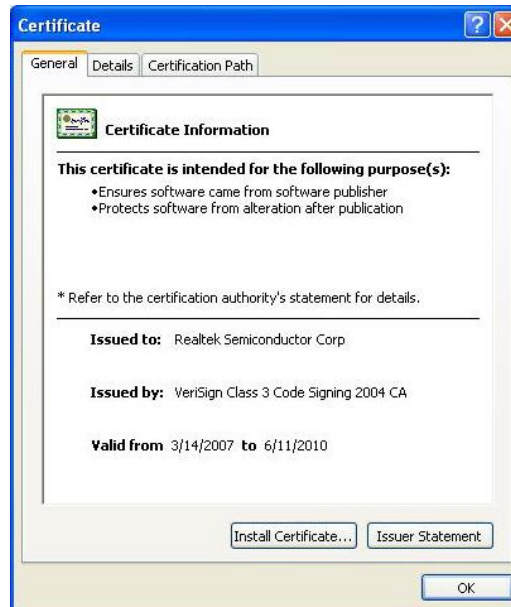 Certificate
General Details Certification Path
Certificate Information
This certificate is intended for the following purpose(s):
•Ensures software came from software publisher
•Protects software from alteration after publication
* Refer to the certification authority's statement for details.
Issued to: Realtek Semiconductor Corp
Issued by: VeriSign Class 3 Code Signing 2004 CA
Valid from 3/14/2007 to 6/11/2010
Install Certificate... Issuer Statement
OK